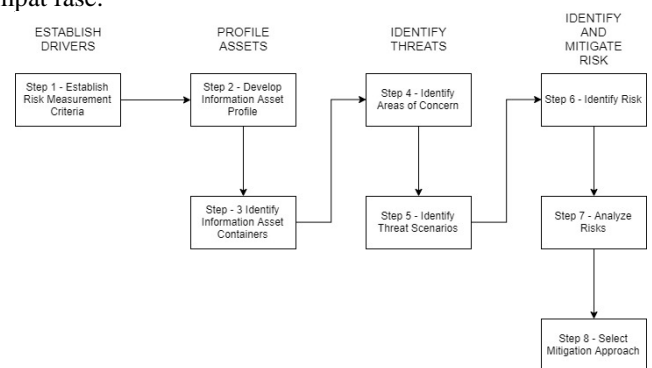 ESTABLISH
DRIVERS
PROFILE
ASSETS
IDENTIFY
THREATS
IDENTIFY
AND
MITIGATE
RISK
Step 1 - Establish
Risk Measurement
Criteria
Step 2 - Develop
Information Asset
Profile
Step 4 - Identify
Areas of Concern
Step 6 - Identify Risk
Step - 3 Identify
Information Asset
Containers
Step 5 - Identify
Threat Scenarios
Step 7 - Analyze
Risks
Step 8 - Select
Mitigation Approach